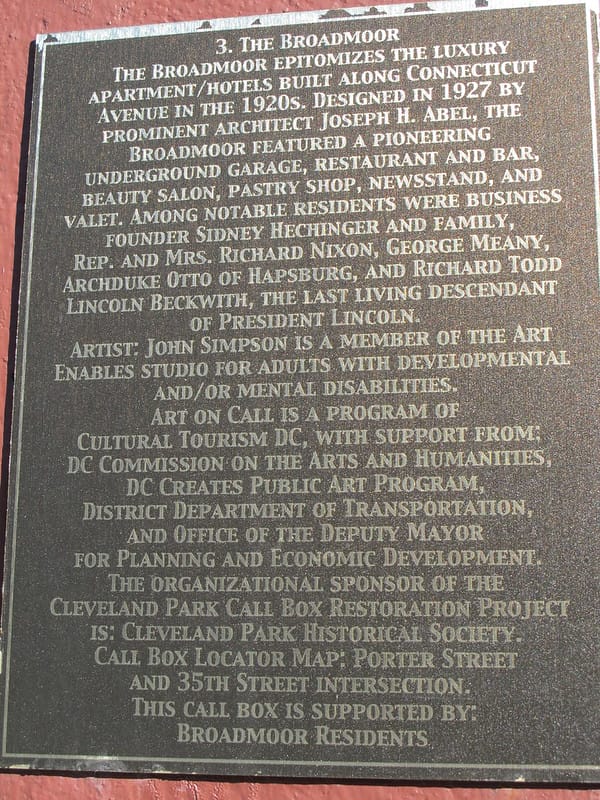 3. The Broadmoor
The Broadmoor epitomizes the luxury
apartment/hotels built along Connecticut
Avenue in the 1920s. Designed in 1927 by
prominent architect Joseph H. Abel, the
Broadmoor featured a pioneering
underground garage, restaurant and bar,
beauty salon, pastry shop, newsstand, and
valet. Among notable residents were business
founder Sidney Hechinger and family,
Rep. and Mrs. Richard Nixon, George Meany,
Archduke Otto of Hapsburg, and Richard Todd
Lincoln Beckwith, the last living descendant
of President Lincoln.
Artist: John Simpson is a member of the Art
Enables studio for adults with developmental
and/or mental disabilities.
Art on Call is a program of
Cultural Tourism DC, with support from:
DC Commission on the Arts and Humanities,
DC Creates Public Art Program,
District Department of Transportation,
and Office of the Deputy Mayor
for Planning and Economic Development.
The organizational sponsor of the
Cleveland Park Call Box Restoration Project
is: Cleveland Park Historical Society.
Call Box Locator Map: Porter Street
and 35th Street intersection.
This call box is supported by:
Broadmoor Residents